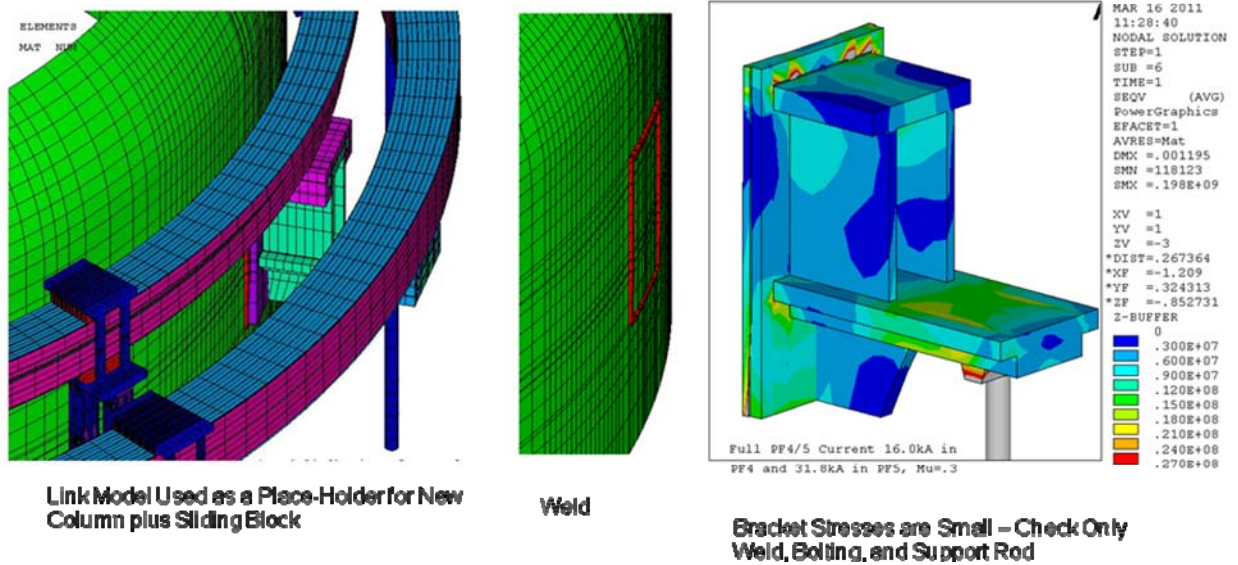 ELEMENTS
MAT NUM
MAR 16 2011
11:28:40
NODAL SOLUTION
STEP=1
SUB =6
TIME=1
SEQV (AVG)
PowerGraphics
EFACET=1
AVRES=Mat
DMX =.001195
SMN =118123
SMX =.198E+09
XV =1
YV =1
ZV =-3
*DIST=.267364
*XF =-1.209
*YF =.324313
*ZF =-.852731
Z-BUFFER
0
.300E+07
.600E+07
.900E+07
.120E+08
.150E+08
.180E+08
.210E+08
.240E+08
.270E+08
Full PF4/5 Current 16.0kA in
PF4 and 31.8kA in PF5, Mu=.3
Link Model Used as a Place-Holder for New
Column plus Sliding Block
Weld
Bracket Stresses are Small – Check Only
Weld, Bolting, and Support Rod